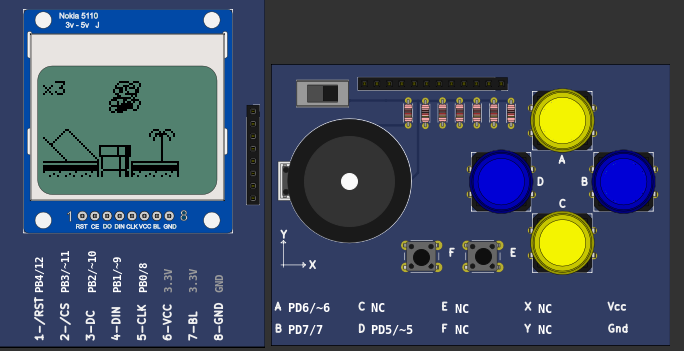 Nokia 5110
3v - 5v J
x3
1 8
RST CE DO DIN CLK VCC BL GND
1-/RST PB4/12
2-/CS PB3/~11
3-DC PB2/~10
4-DIN PB1/~9
5-CLK PB0/8
6-VCC 3.3V
7-BL 3.3V
8-GND GND
A
D B
C
Y
X
F E
A PD6/~6 C NC E NC X NC Vcc
B PD7/7 D PD5/~5 F NC Y NC Gnd